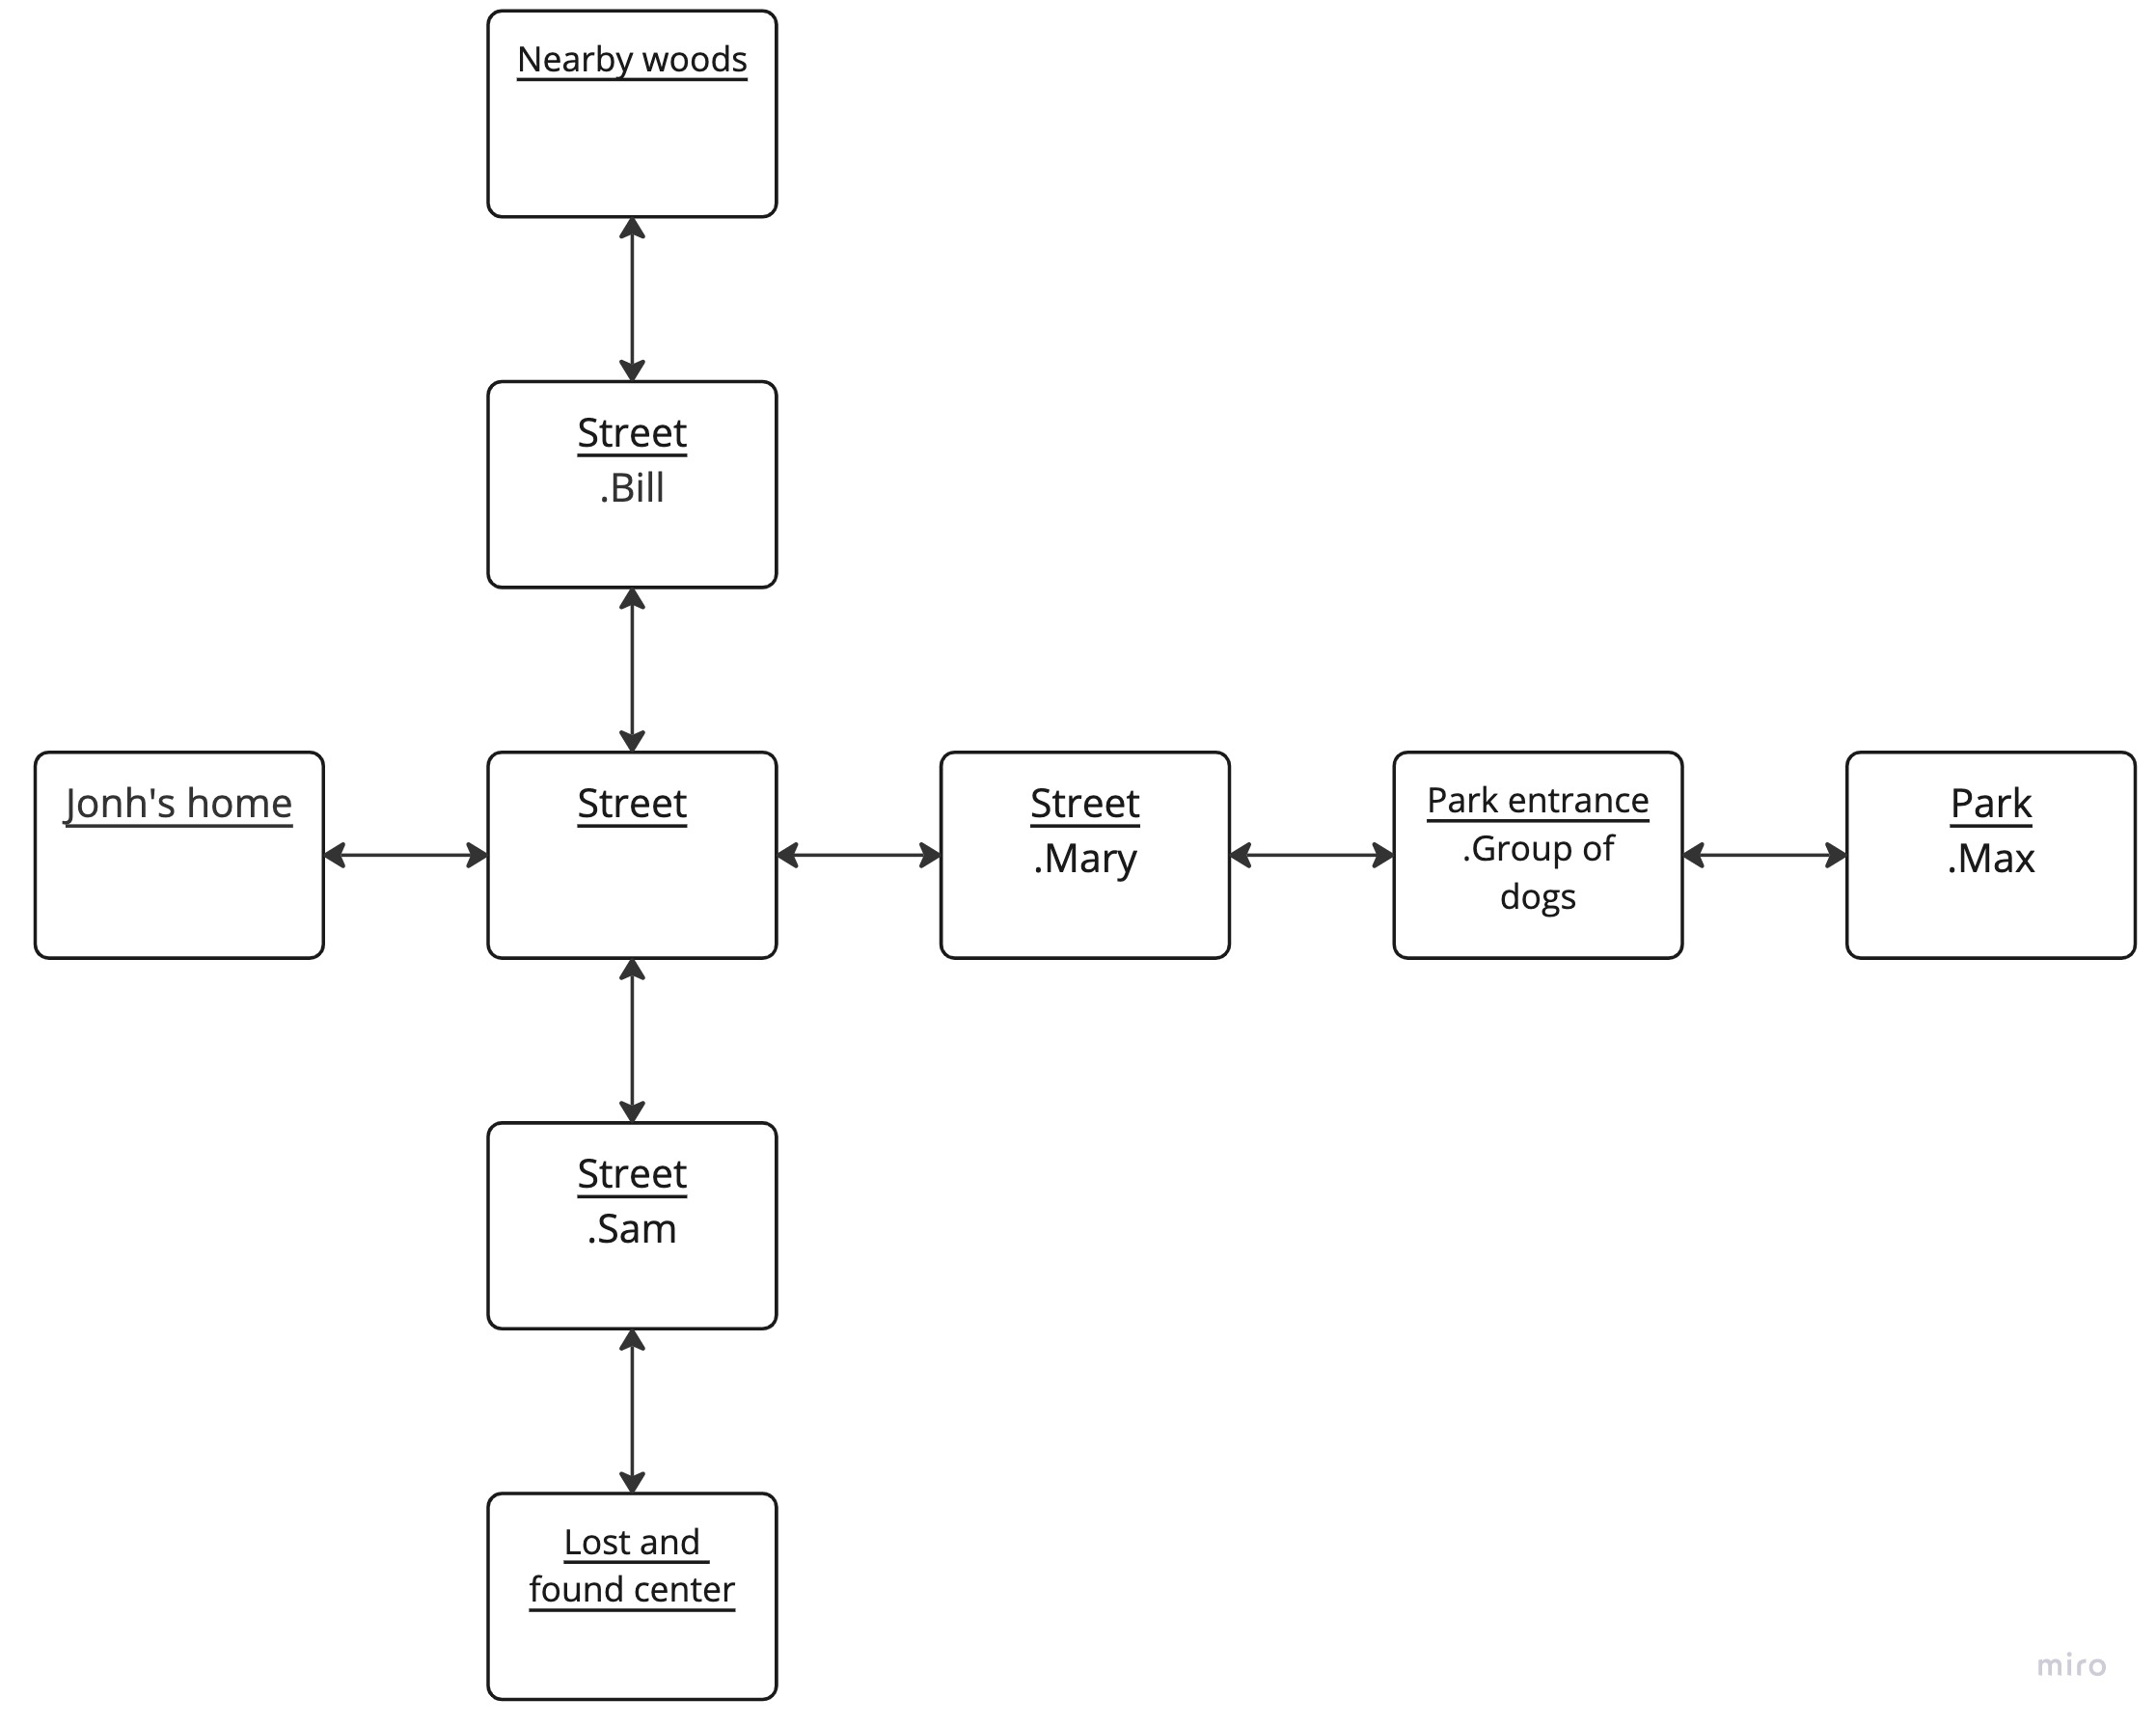 Nearby woods
Street
.Bill
Jonh's home
Street
Street
.Mary
Park entrance
.Group of
dogs
Park
.Max
Street
.Sam
Lost and
found center
miro